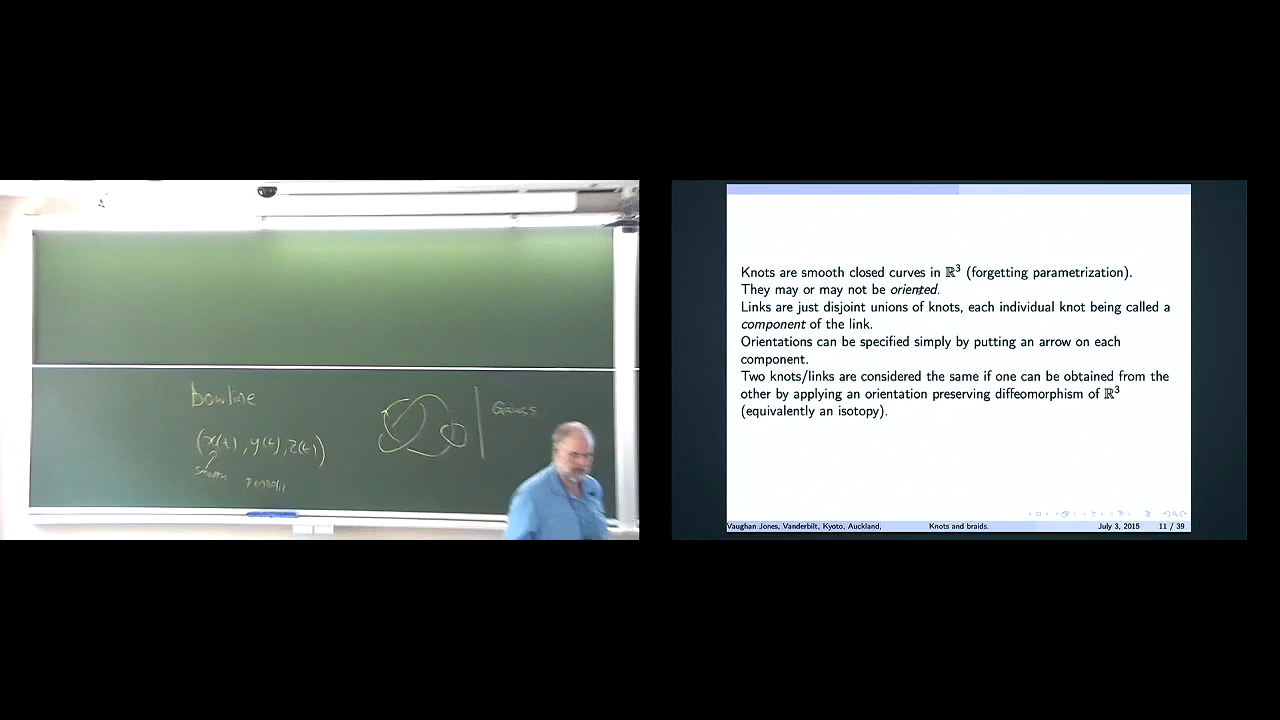 bowline
(x(t), y(t), z(t))
smooth periodic
Gauss
Knots are smooth closed curves in ℝ³ (forgetting parametrization).
They may or may not be oriented.
Links are just disjoint unions of knots, each individual knot being called a
component of the link.
Orientations can be specified simply by putting an arrow on each
component.
Two knots/links are considered the same if one can be obtained from the
other by applying an orientation preserving diffeomorphism of ℝ³
(equivalently an isotopy).
Vaughan Jones, Vanderbilt, Kyoto, Auckland, Knots and braids. July 3, 2015 11 / 39